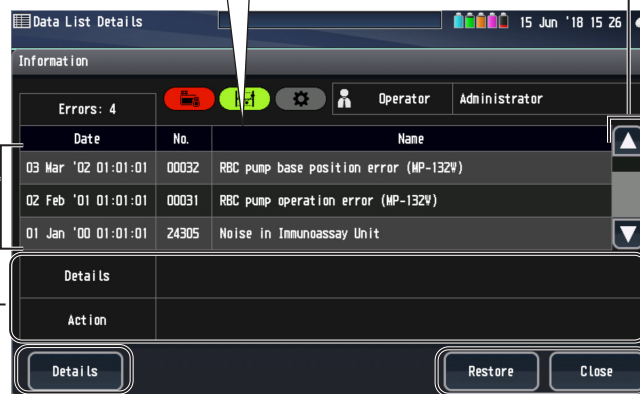 Data List Details
15 Jun '18 15 26
Information
Errors: 4
Operator
Administrator
Date No. Name
03 Mar '02 01:01:01 00032 RBC pump base position error (MP-132V)
02 Feb '01 01:01:01 00031 RBC pump operation error (MP-132V)
01 Jan '00 01:01:01 24305 Noise in Immunoassay Unit
Details
Action
Details
Restore
Close